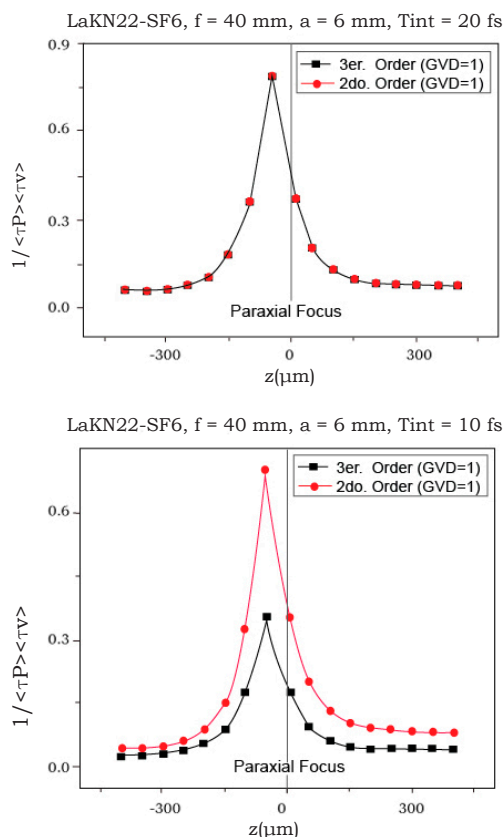 LaKN22-SF6, f = 40 mm, a = 6 mm, Tint = 20 fs
3er. Order (GVD=1)
2do. Order (GVD=1)
0.9
0.6
0.3
0.0
1/<τP><τv>
Paraxial Focus
-300
0
300
z(µm)
LaKN22-SF6, f = 40 mm, a = 6 mm, Tint = 10 fs
3er. Order (GVD=1)
2do. Order (GVD=1)
0.6
0.3
0.0
1/<τP><τv>
Paraxial Focus
-300
0
300
z(µm)